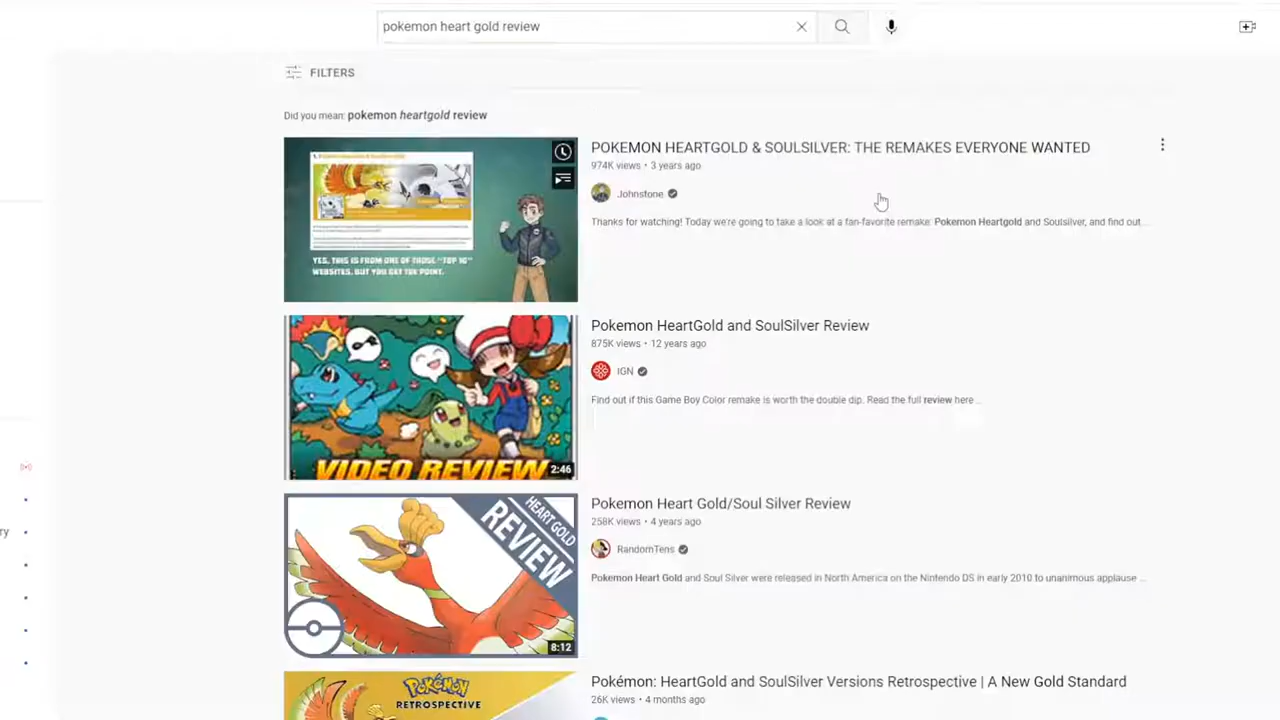 pokemon heart gold review
FILTERS
Did you mean: pokemon heartgold review
YES, THIS IS FROM ONE OF THOSE "TOP 10"
WEBSITES, BUT YOU GET THE POINT.
POKEMON HEARTGOLD & SOULSILVER: THE REMAKES EVERYONE WANTED
974K views • 3 years ago
Johnstone
Thanks for watching! Today we're going to take a look at a fan-favorite remake: Pokemon Heartgold and Soulsilver, and find out...
VIDEO REVIEW
2:46
Pokemon HeartGold and SoulSilver Review
875K views • 12 years ago
IGN
Find out if this Game Boy Color remake is worth the double dip. Read the full review here ...
HEART GOLD
REVIEW
8:12
Pokemon Heart Gold/Soul Silver Review
258K views • 4 years ago
RandomTens
Pokemon Heart Gold and Soul Silver were released in North America on the Nintendo DS in early 2010 to unanimous applause ...
ry
POKÉMON
RETROSPECTIVE
Pokémon: HeartGold and SoulSilver Versions Retrospective | A New Gold Standard
26K views • 4 months ago